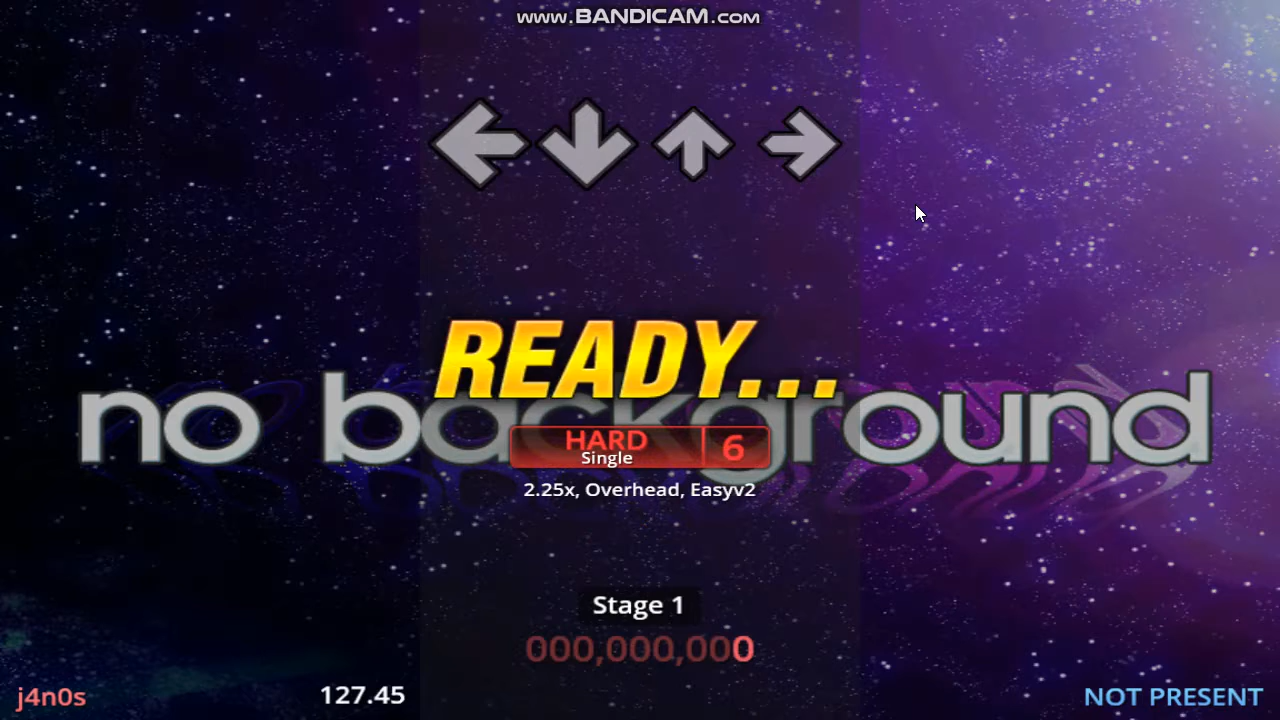 www.BANDICAM.com
READY...
no background
HARD 6
Single
2.25x, Overhead, Easyv2
Stage 1
000,000,000
j4n0s
127.45
NOT PRESENT